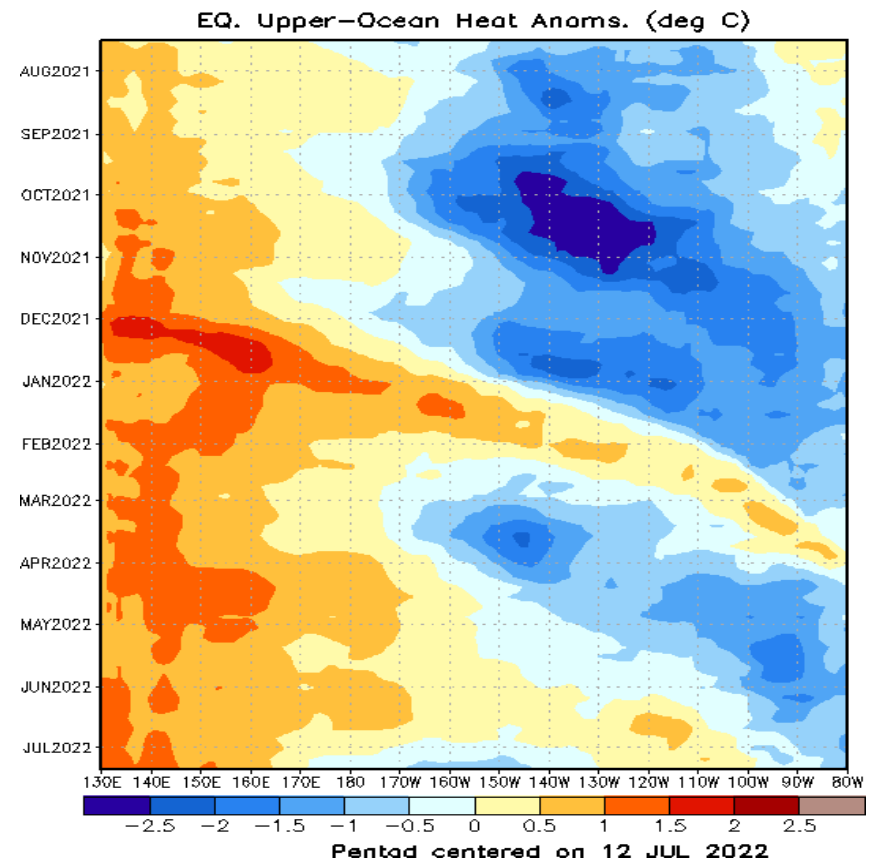 EQ. Upper-Ocean Heat Anoms. (deg C)
AUG2021
SEP2021
OCT2021
NOV2021
DEC2021
JAN2022
FEB2022
MAR2022
APR2022
MAY2022
JUN2022
JUL2022
130E 140E 150E 160E 170E 180 170W 160W 150W 140W 130W 120W 110W 100W 90W 80W
-2.5 -2 -1.5 -1 -0.5 0 0.5 1 1.5 2 2.5
Pentad centered on 12 JUL 2022